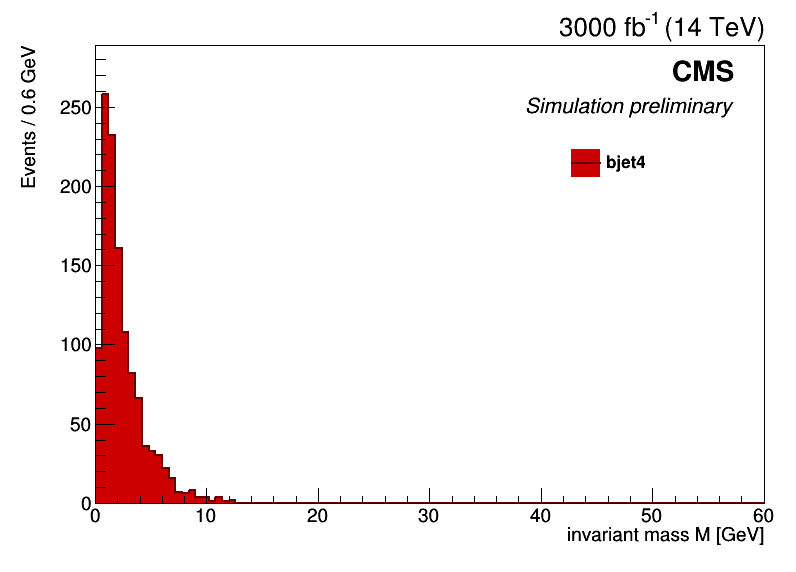 3000 fb-1 (14 TeV)
CMS
Simulation preliminary
bjet4
Events / 0.6 GeV
250
200
150
100
50
0
0 10 20 30 40 50 60
invariant mass M [GeV]